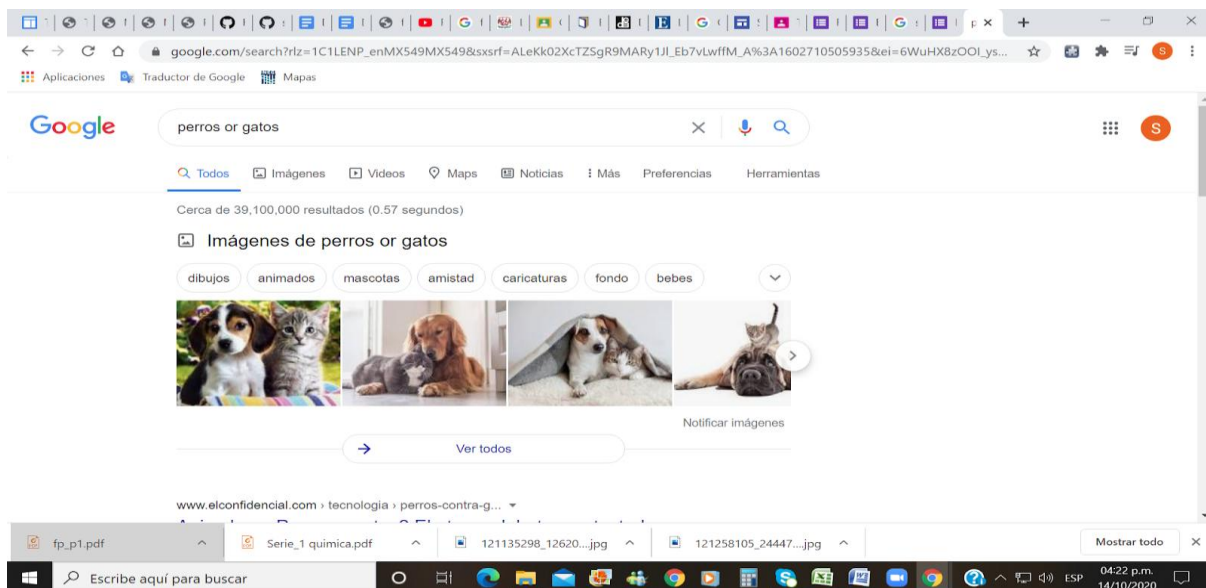 google.com/search?rlz=1C1LENP_enMX549MX549&sxsrf=ALeKk02XcTZSgR9MARy1JI_Eb7vLwffM_A%3A1602710505935&ei=6WuHX8zOOI_ys...
S
Aplicaciones Traductor de Google Mapas
Google perros or gatos S
Todos Imágenes Videos Maps Noticias Más Preferencias Herramientas
Cerca de 39,100,000 resultados (0.57 segundos)
Imágenes de perros or gatos
dibujos animados mascotas amistad caricaturas fondo bebes
Notificar imágenes
Ver todos
www.elconfidencial.com › tecnologia › perros-contra-g...
fp_p1.pdf Serie_1 quimica.pdf 121135298_12620....jpg 121258105_24447....jpg Mostrar todo
Escribe aquí para buscar ESP 04:22 p.m.
14/10/2020